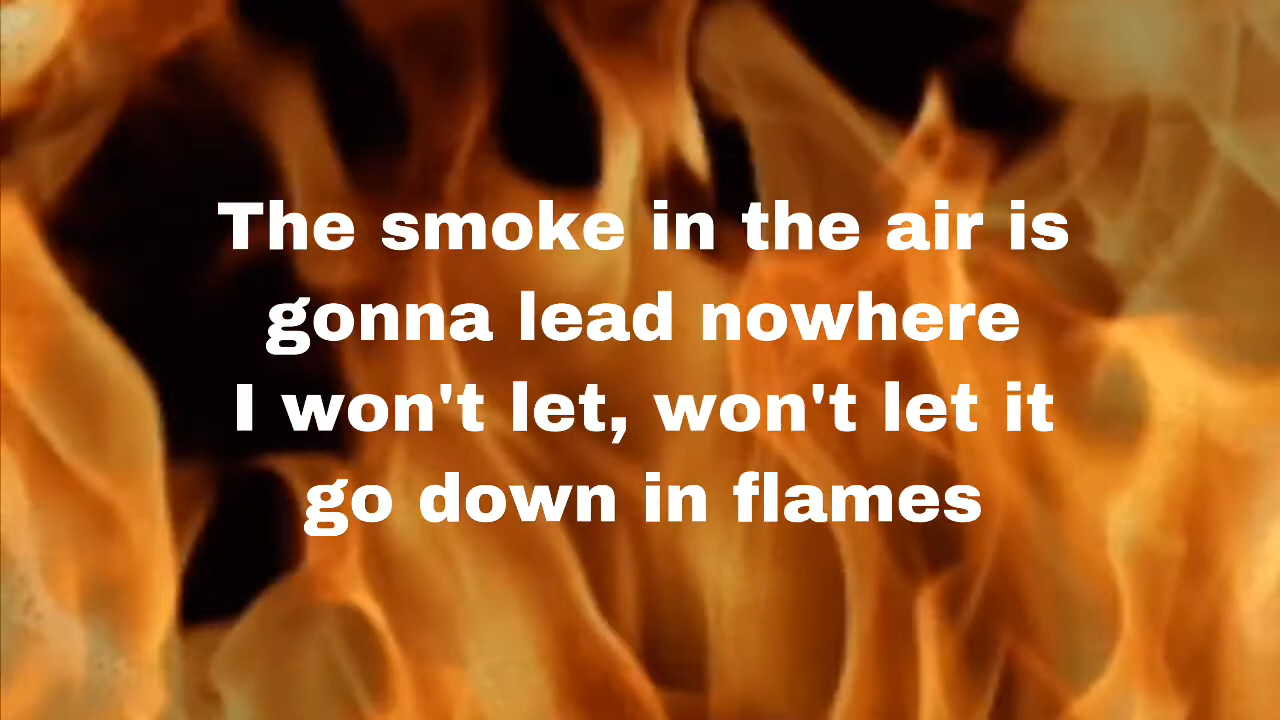 The smoke in the air is
gonna lead nowhere
I won't let, won't let it
go down in flames